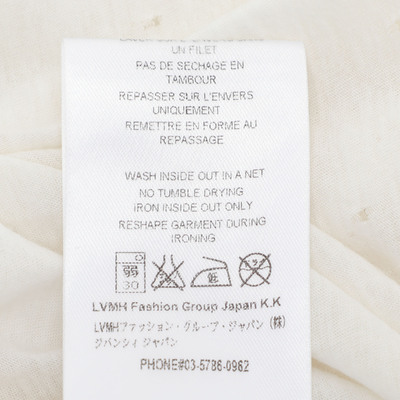 UN FILET
PAS DE SECHAGE EN
TAMBOUR
REPASSER SUR L'ENVERS
UNIQUEMENT
REMETTRE EN FORME AU
REPASSAGE
WASH INSIDE OUT IN A NET
NO TUMBLE DRYING
IRON INSIDE OUT ONLY
RESHAPE GARMENT DURING
IRONING
弱
30
LVMH Fashion Group Japan K.K
LVMHファッション・グループ・ジャパン (株)
ジバンシィ ジャパン
PHONE#03-5786-0962